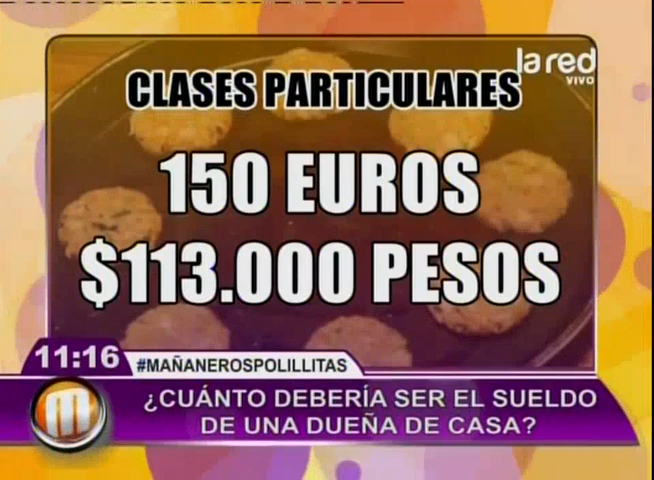 la red
VIVO
CLASES PARTICULARES
150 EUROS
$113.000 PESOS
11:16
#MAÑANEROSPOLILLITAS
M
¿CUÁNTO DEBERÍA SER EL SUELDO
DE UNA DUEÑA DE CASA?